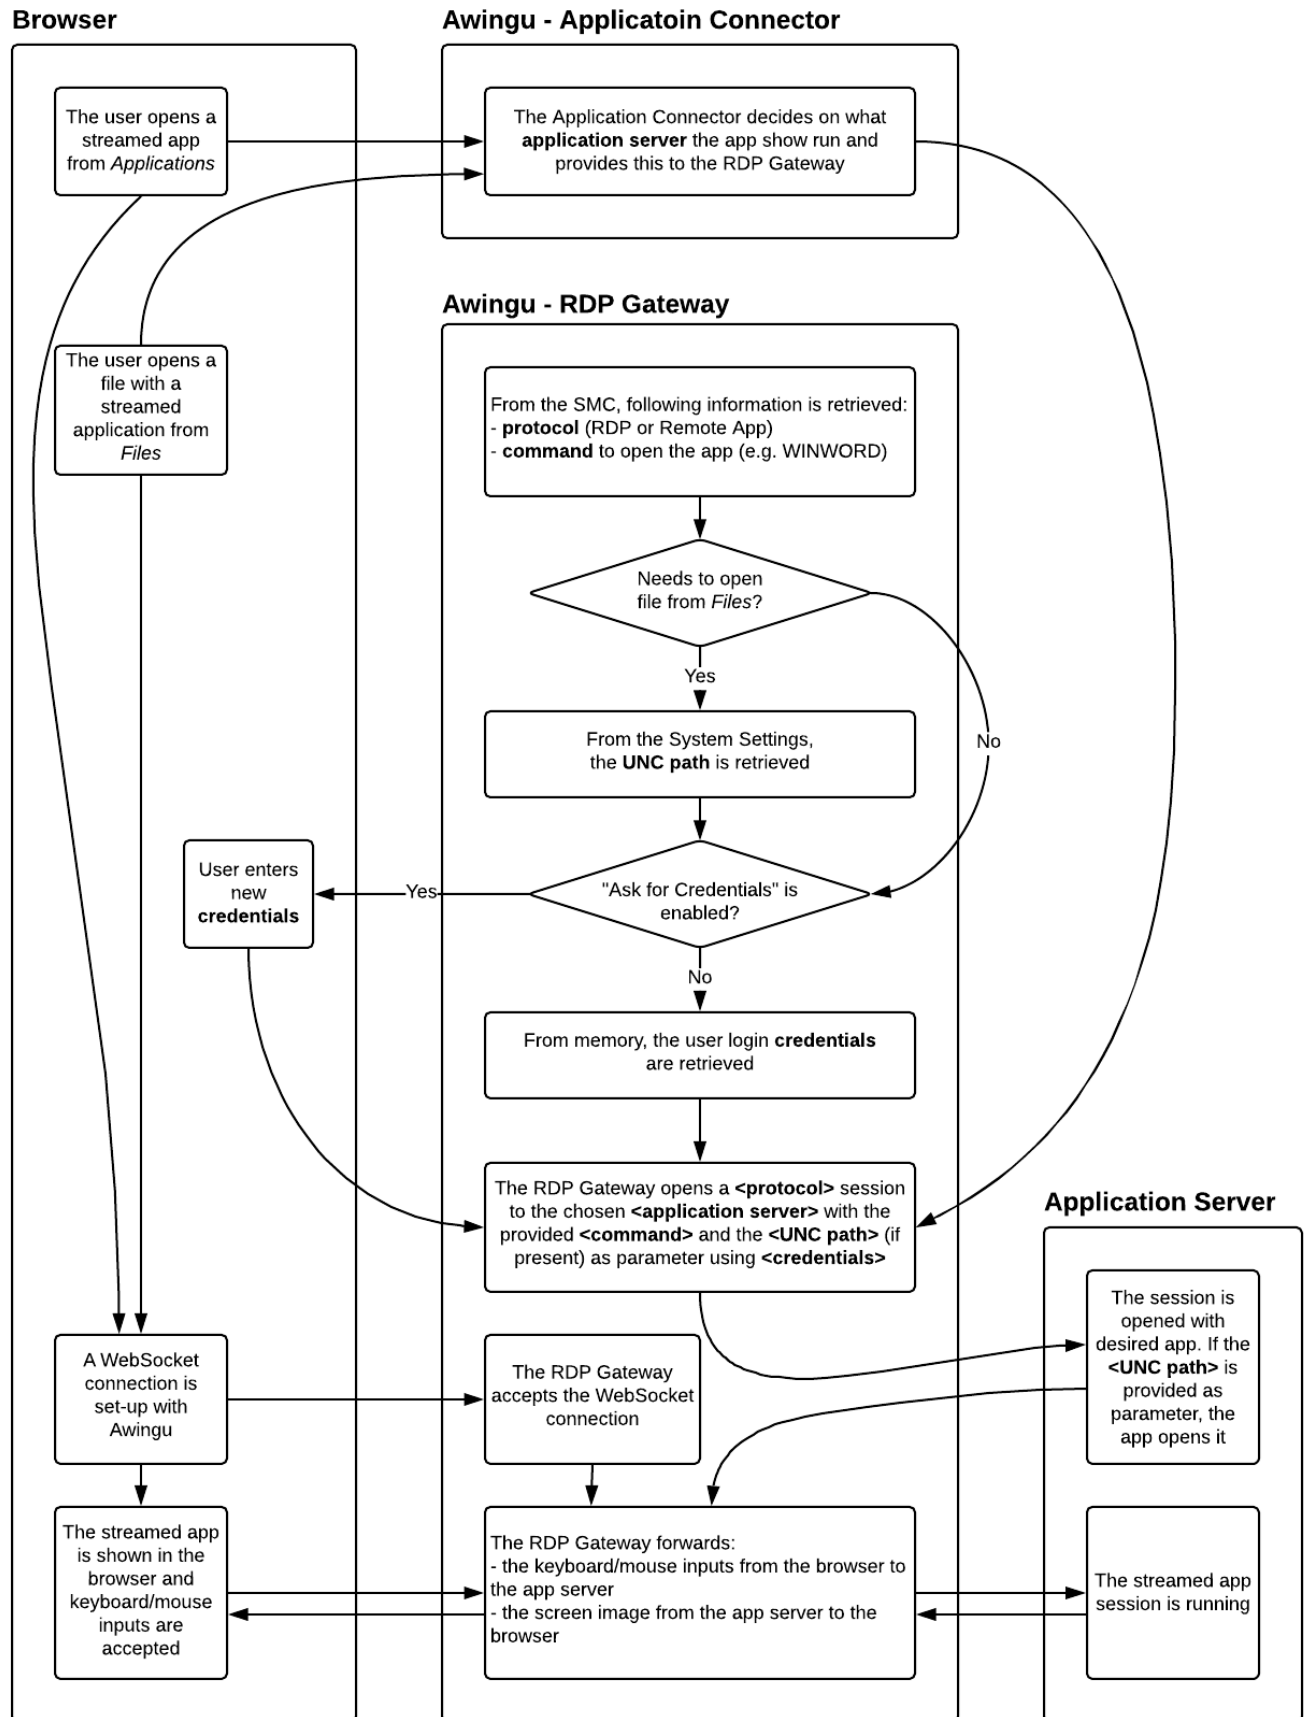 Browser
Awingu - Applicatoin Connector
The user opens a
streamed app
from Applications
The Application Connector decides on what
application server the app show run and
provides this to the RDP Gateway
Awingu - RDP Gateway
The user opens a
file with a
streamed
application from
Files
From the SMC, following information is retrieved:
- protocol (RDP or Remote App)
- command to open the app (e.g. WINWORD)
Needs to open
file from Files?
Yes
No
From the System Settings,
the UNC path is retrieved
User enters
new
credentials
Yes
"Ask for Credentials" is
enabled?
No
From memory, the user login credentials
are retrieved
The RDP Gateway opens a <protocol> session
to the chosen <application server> with the
provided <command> and the <UNC path> (if
present) as parameter using <credentials>
Application Server
The session is
opened with
desired app. If the
<UNC path> is
provided as
parameter, the
app opens it
A WebSocket
connection is
set-up with
Awingu
The RDP Gateway
accepts the WebSocket
connection
The streamed app
is shown in the
browser and
keyboard/mouse
inputs are
accepted
The RDP Gateway forwards:
- the keyboard/mouse inputs from the browser to
the app server
- the screen image from the app server to the
browser
The streamed app
session is running